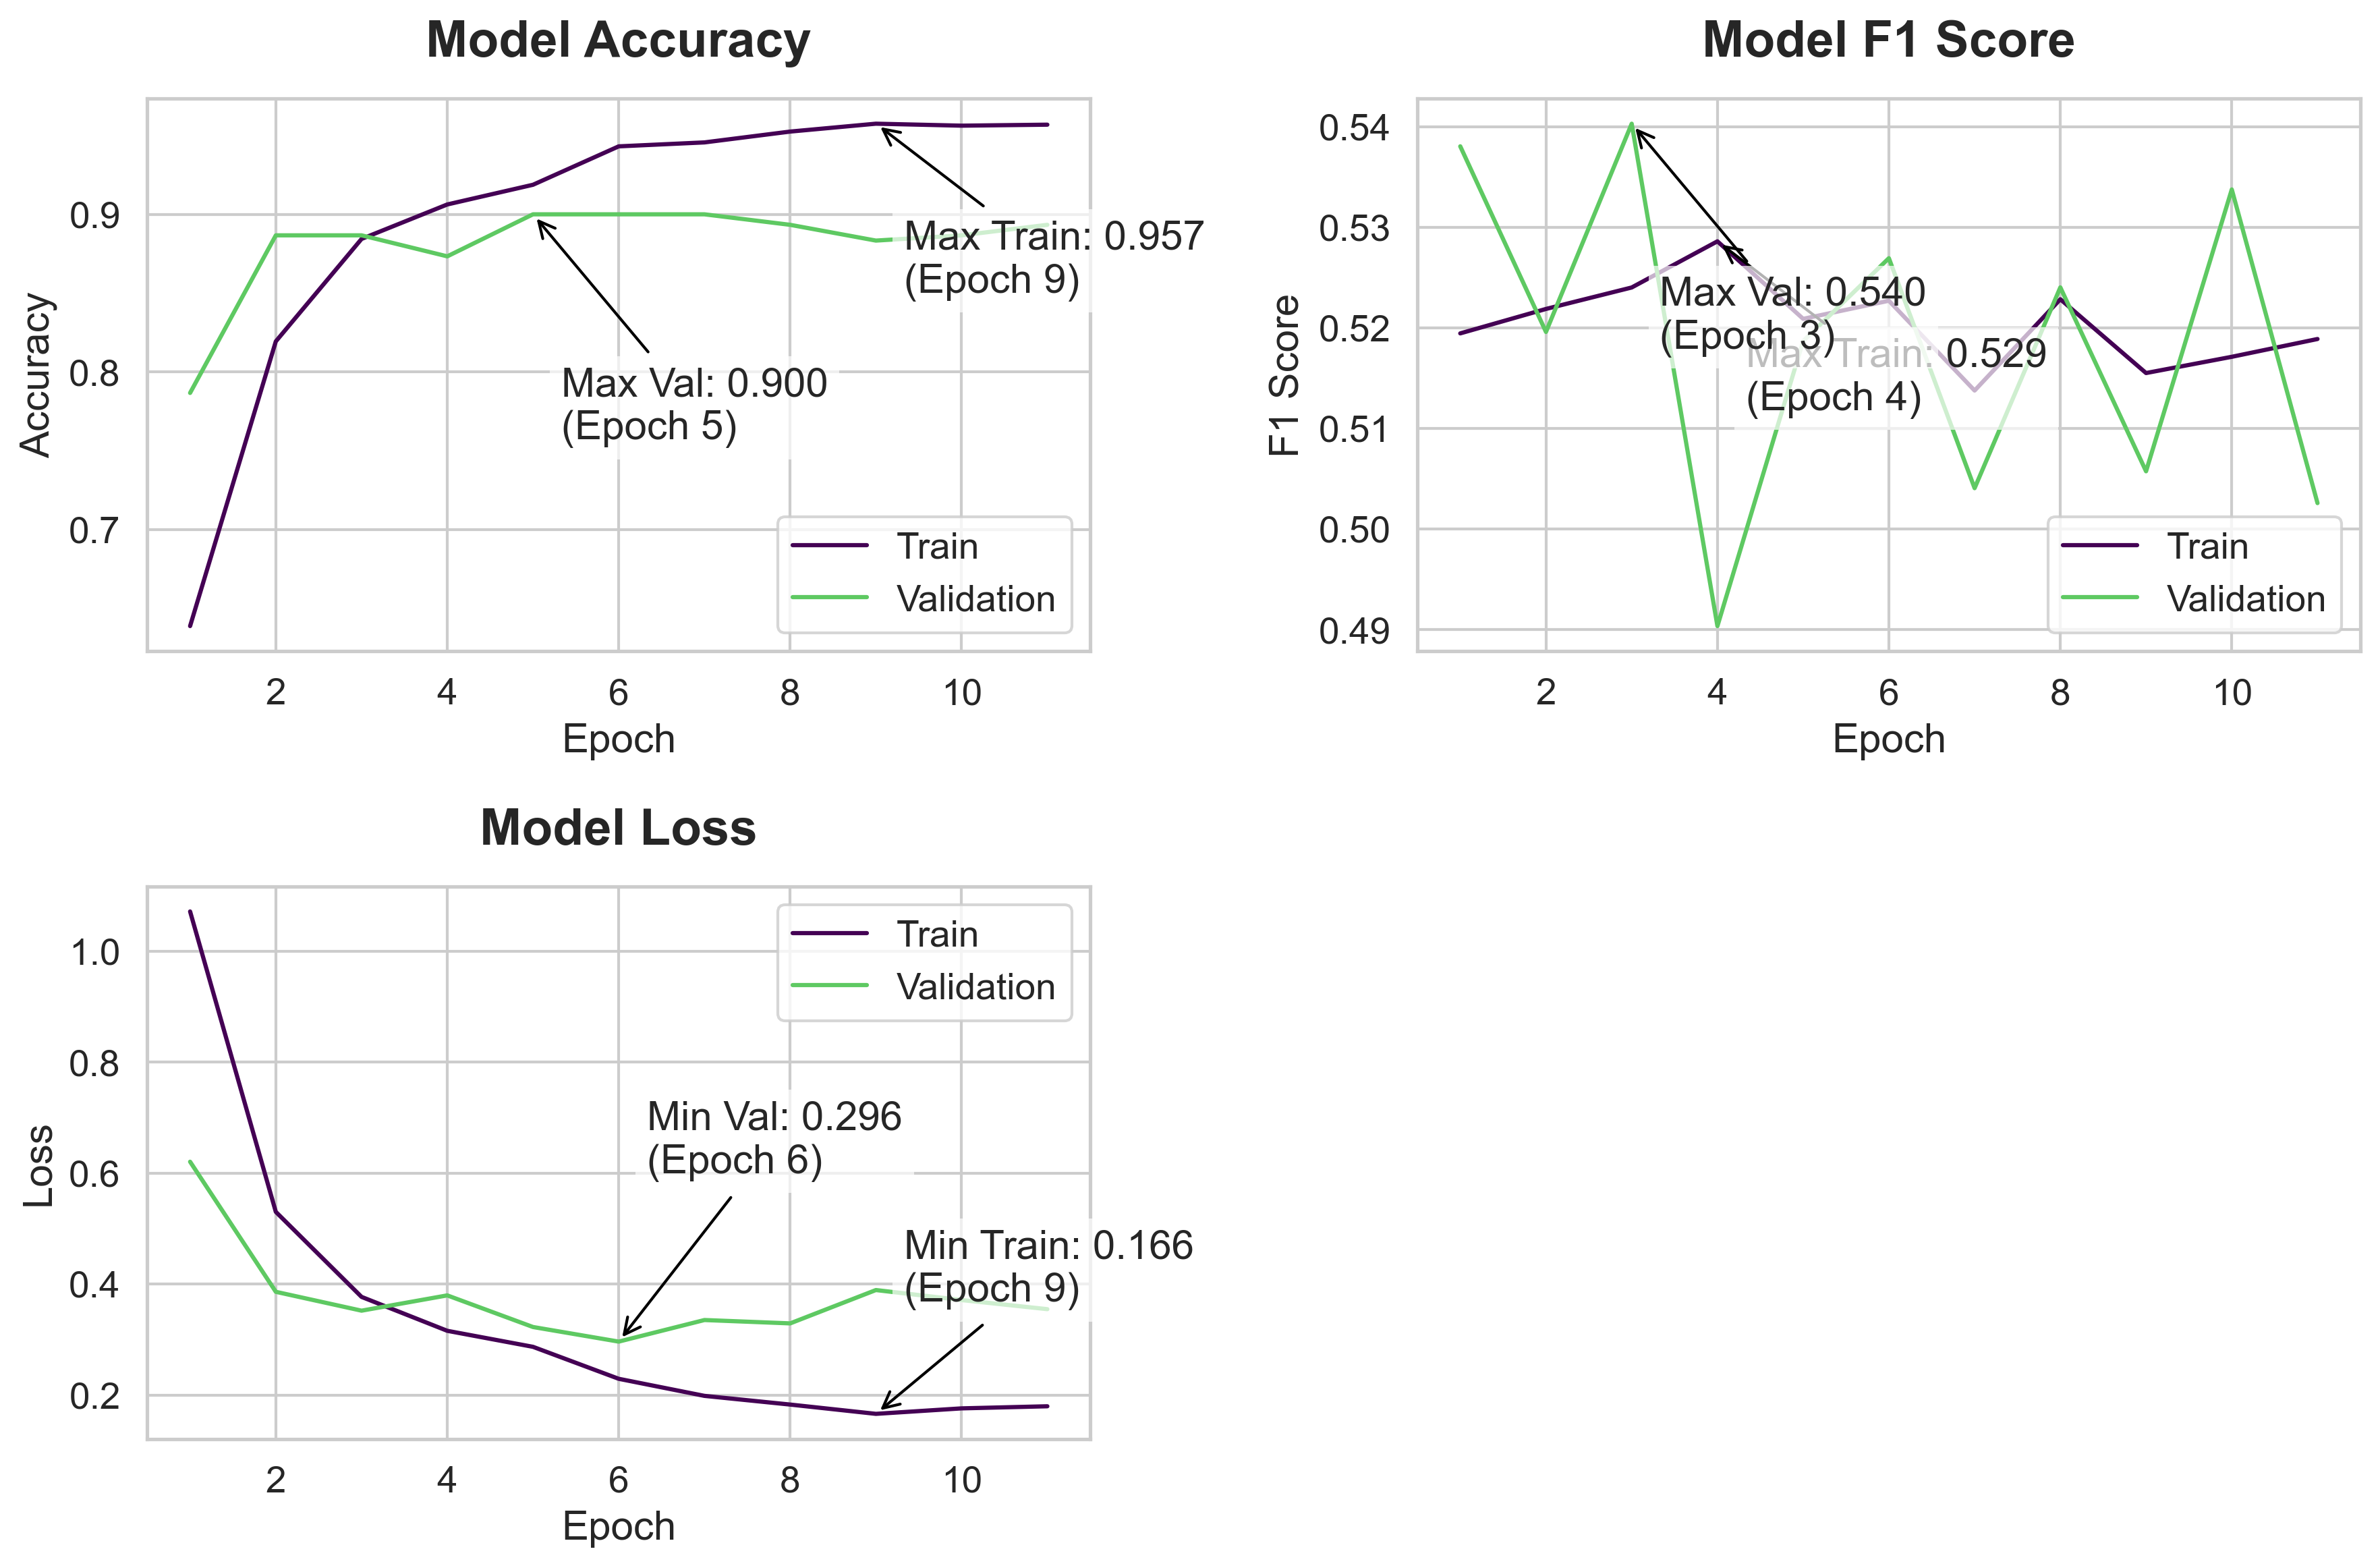 Model Accuracy
Accuracy
0.9
0.8
0.7
Max Train: 0.957
(Epoch 9)
Max Val: 0.900
(Epoch 5)
Train
Validation
2 4 6 8 10
Epoch
Model F1 Score
F1 Score
0.54
0.53
0.52
0.51
0.50
0.49
Max Val: 0.540
(Epoch 3)
Max Train: 0.529
(Epoch 4)
Train
Validation
2 4 6 8 10
Epoch
Model Loss
Loss
1.0
0.8
0.6
0.4
0.2
Train
Validation
Min Val: 0.296
(Epoch 6)
Min Train: 0.166
(Epoch 9)
2 4 6 8 10
Epoch